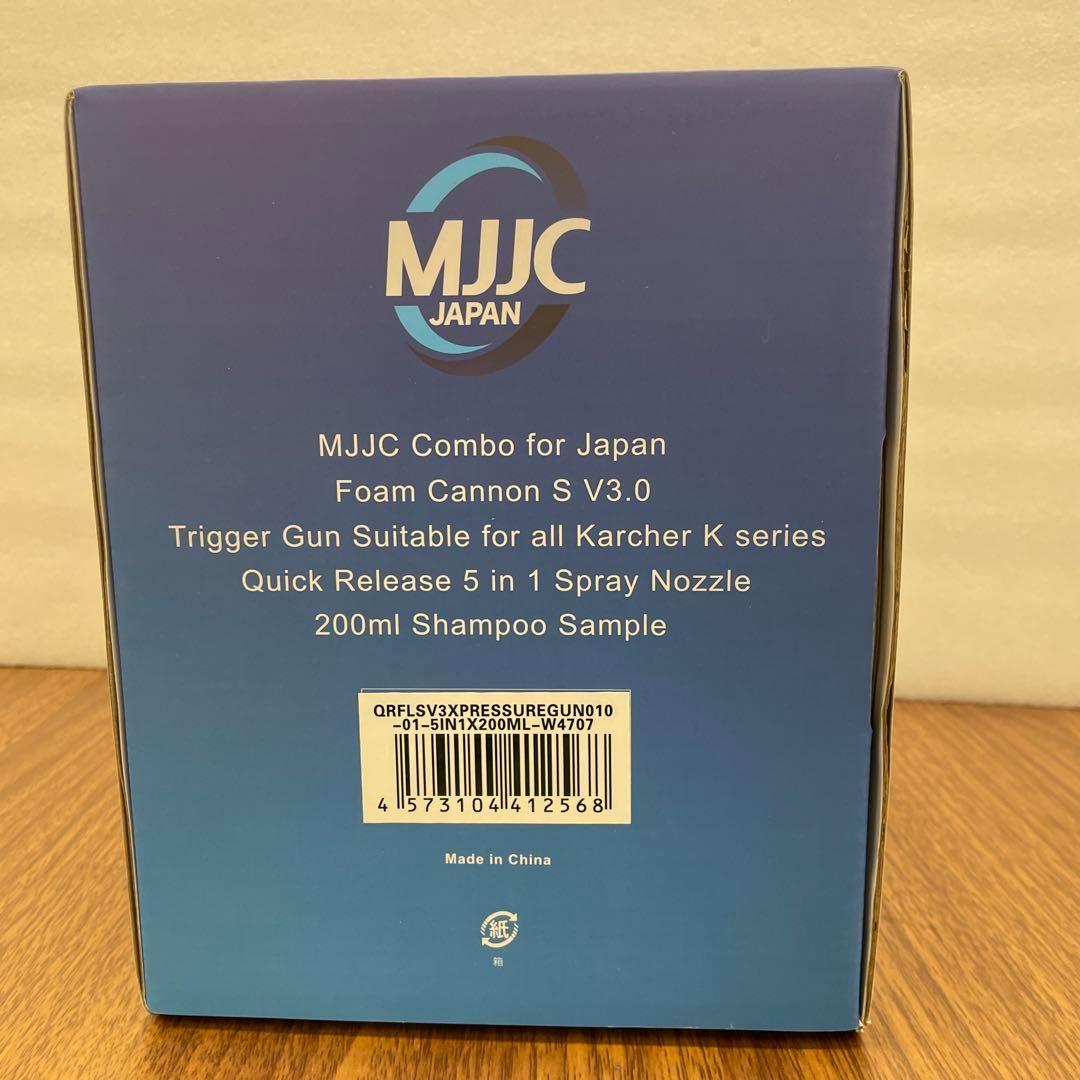 MJJC
JAPAN
MJJC Combo for Japan
Foam Cannon S V3.0
Trigger Gun Suitable for all Karcher K series
Quick Release 5 in 1 Spray Nozzle
200ml Shampoo Sample
QRFLSV3XPRESSUREGUN010
-01-5IN1X200ML-W4707
4 573104 412568
Made in China
紙
箱